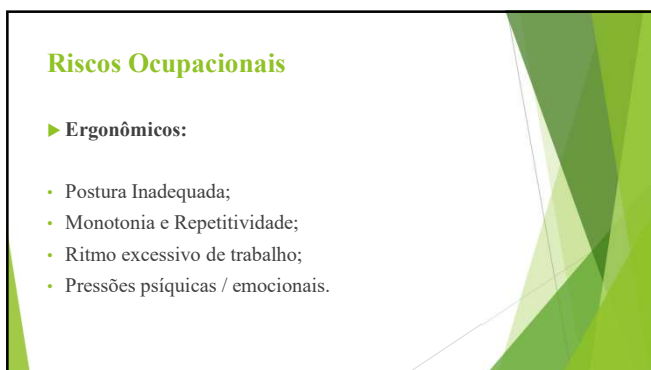 Riscos Ocupacionais
Ergonômicos:
• Postura Inadequada;
• Monotonia e Repetitividade;
• Ritmo excessivo de trabalho;
• Pressões psíquicas / emocionais.